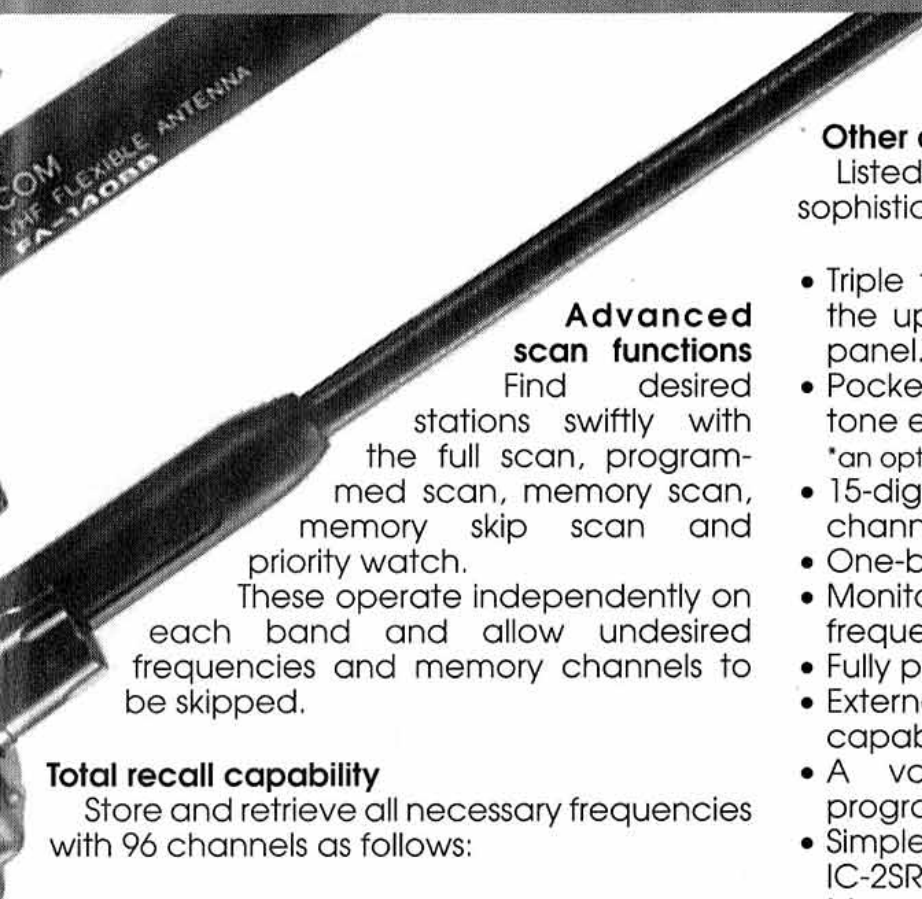 COM
VHF FLEXIBLE ANTENNA
FA-140BB
Advanced
scan functions
Find desired
stations swiftly with
the full scan, program-
med scan, memory scan,
memory skip scan and
priority watch.
These operate independently on
each band and allow undesired
frequencies and memory channels to
be skipped.
Total recall capability
Store and retrieve all necessary frequencies
with 96 channels as follows:
Other
Listed
sophistic
• Triple
the up
panel.
• Pocke
tone e
*an opt
• 15-dig
chann
• One-b
• Monito
freque
• Fully p
• Externa
capab
• A va
progra
• Simple
IC-2SR